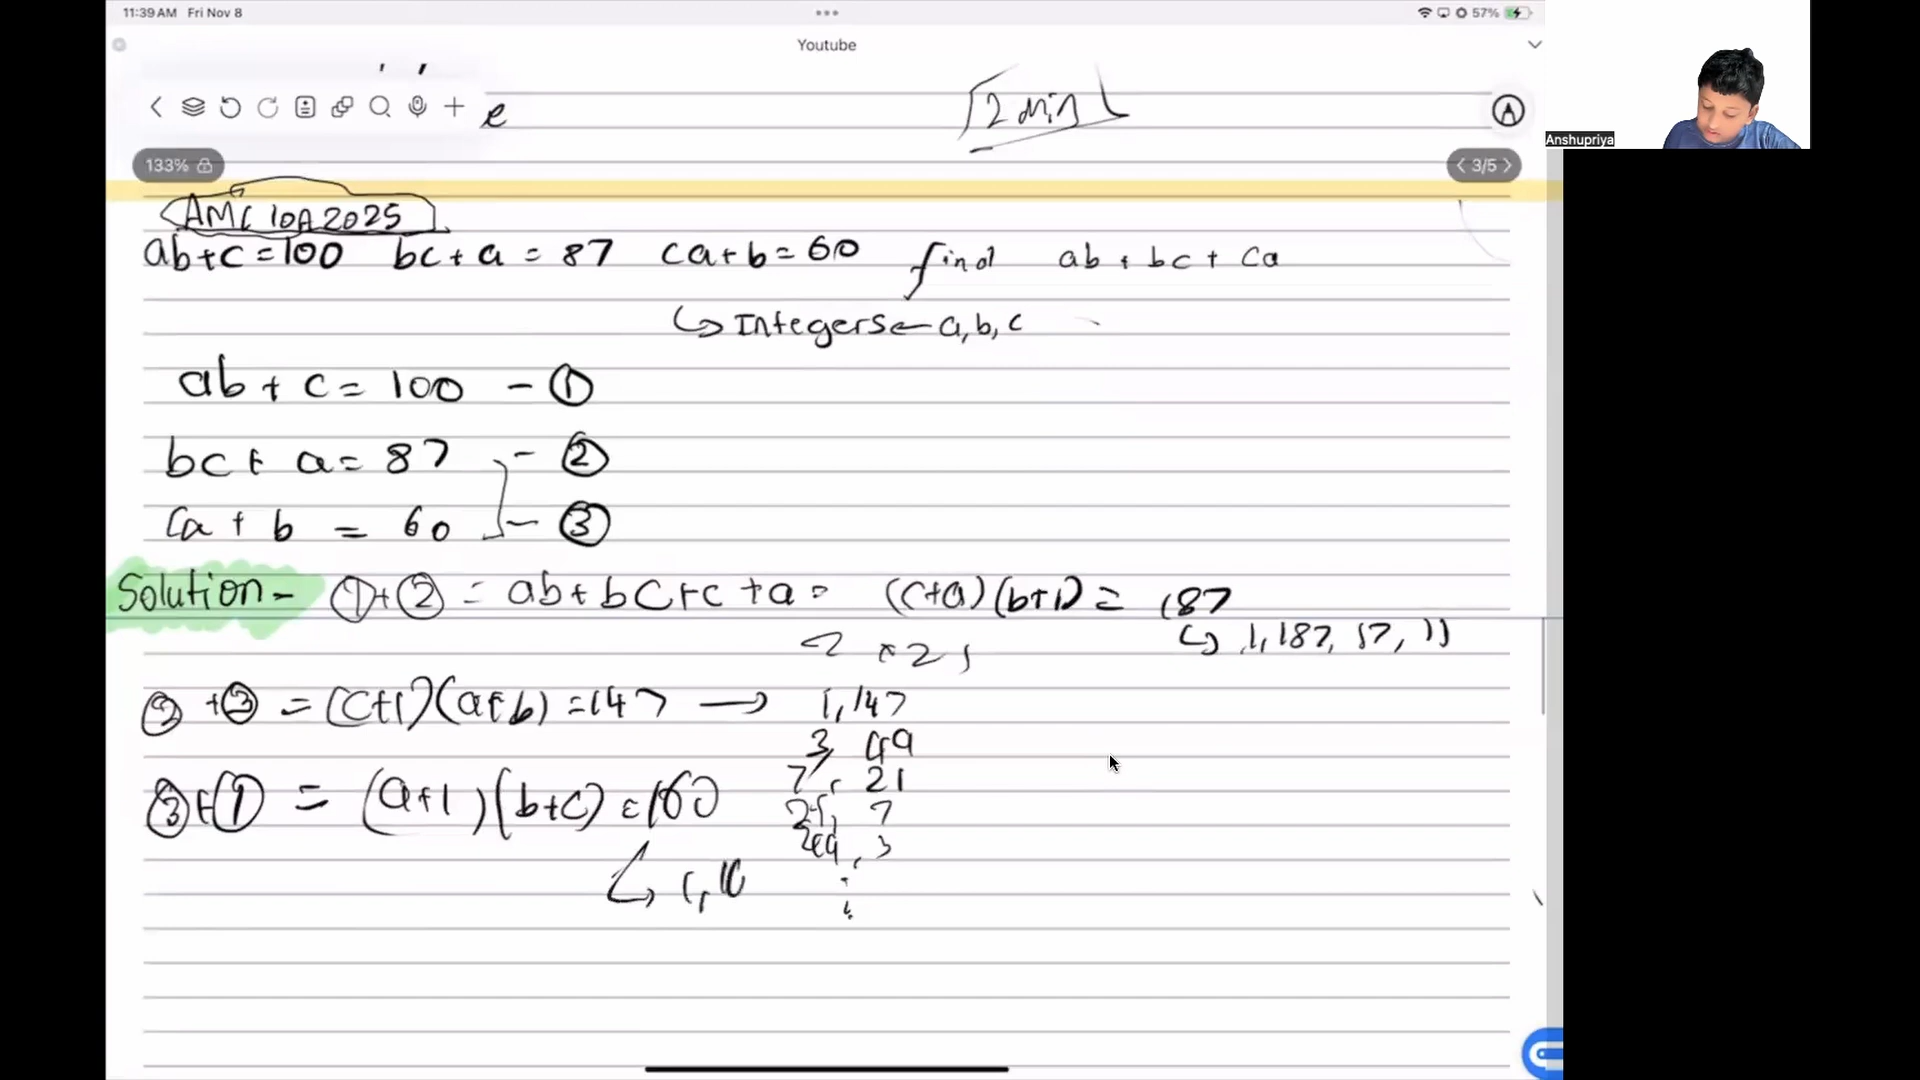 11:39 AM Fri Nov 8
57%
Youtube
e
2 min
133%
3/5
Anshupriya
AMC 10A 2025
ab+c=100 bc+a=87 ca+b=60 find ab+bc+ca
↳ Integers ← a, b, c
ab + c = 100 - ①
bc + a = 87 - ②
ca + b = 60 - ③
Solution - ①+② = ab+bc+c+a = (c+a)(b+1) = 187
↳ 1, 187, 17, 11
②+③ = (c+1)(a+b) = 147 → 1, 147
3, 49
7, 21
21, 7
49, 3
③+① = (a+1)(b+c) = 160